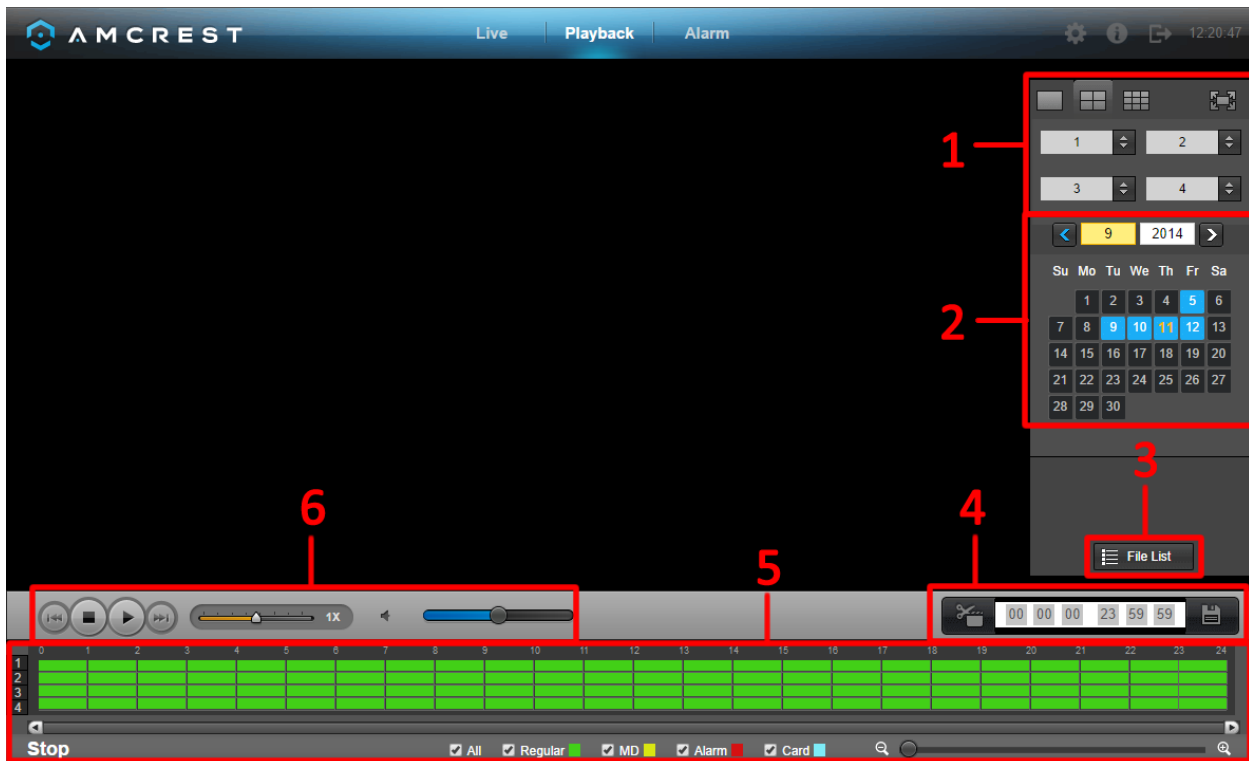 AMCREST Live Playback Alarm 12:20:47
1
1 2
3 4
2
9 2014
Su Mo Tu We Th Fr Sa
1 2 3 4 5 6
7 8 9 10 11 12 13
14 15 16 17 18 19 20
21 22 23 24 25 26 27
28 29 30
3
File List
4
5
6
1X
00 00 00 23 59 59
0 1 2 3 4 5 6 7 8 9 10 11 12 13 14 15 16 17 18 19 20 21 22 23 24
1
2
3
4
Stop All Regular MD Alarm Card